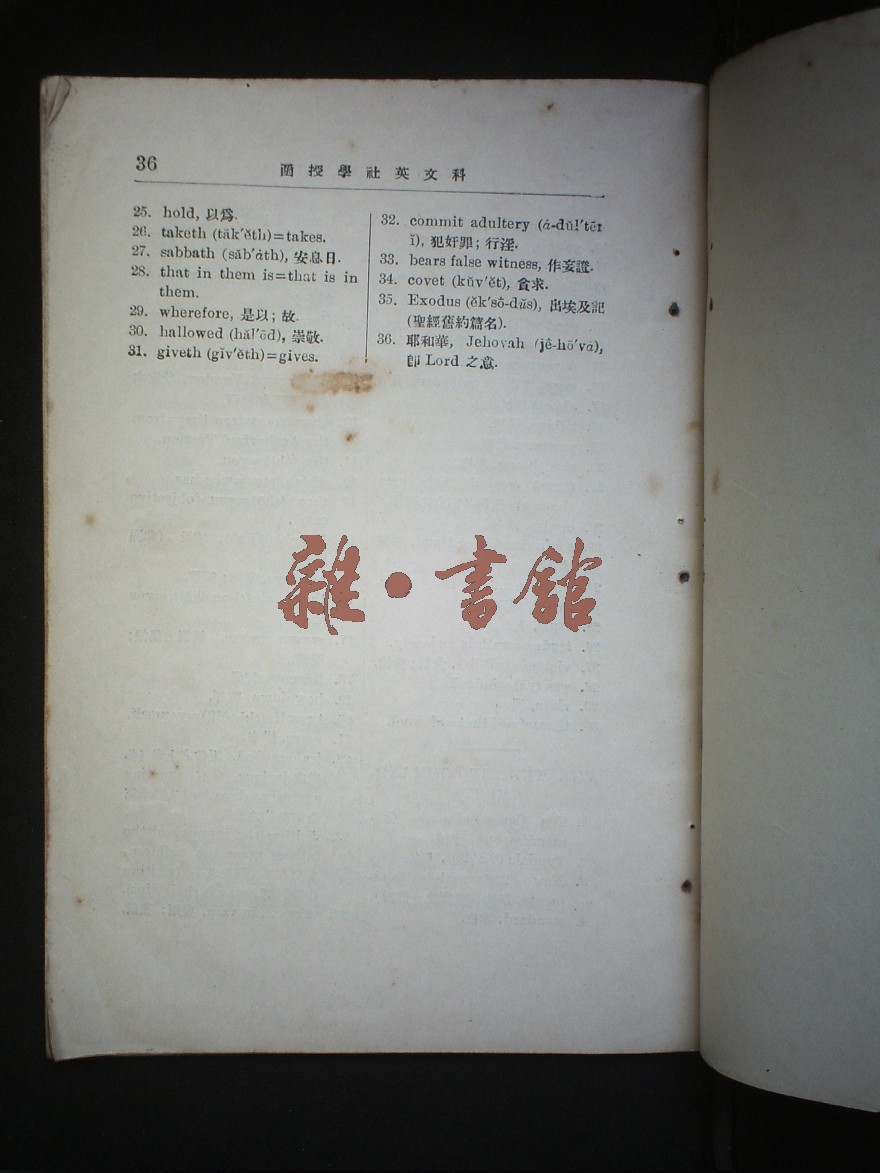 36
函授學社英文科
25. hold, 以爲.
26. taketh (tāk′ĕth)=takes.
27. sabbath (săb′ȧth), 安息日.
28. that in them is=that is in
them.
29. wherefore, 是以; 故.
30. hallowed (hăl′ōd), 崇敬.
31. giveth (gĭv′ĕth)=gives.
32. commit adultery (ȧ-dŭl′tẽr
ĭ), 犯奸罪; 行淫.
33. bears false witness, 作妄證.
34. covet (kŭv′ĕt), 貪求.
35. Exodus (ĕk′sō̇-dŭs), 出埃及記
(聖經舊約篇名).
36. 耶和華, Jehovah (jē̇-hō′vȧ),
卽 Lord 之意.
雜·書館